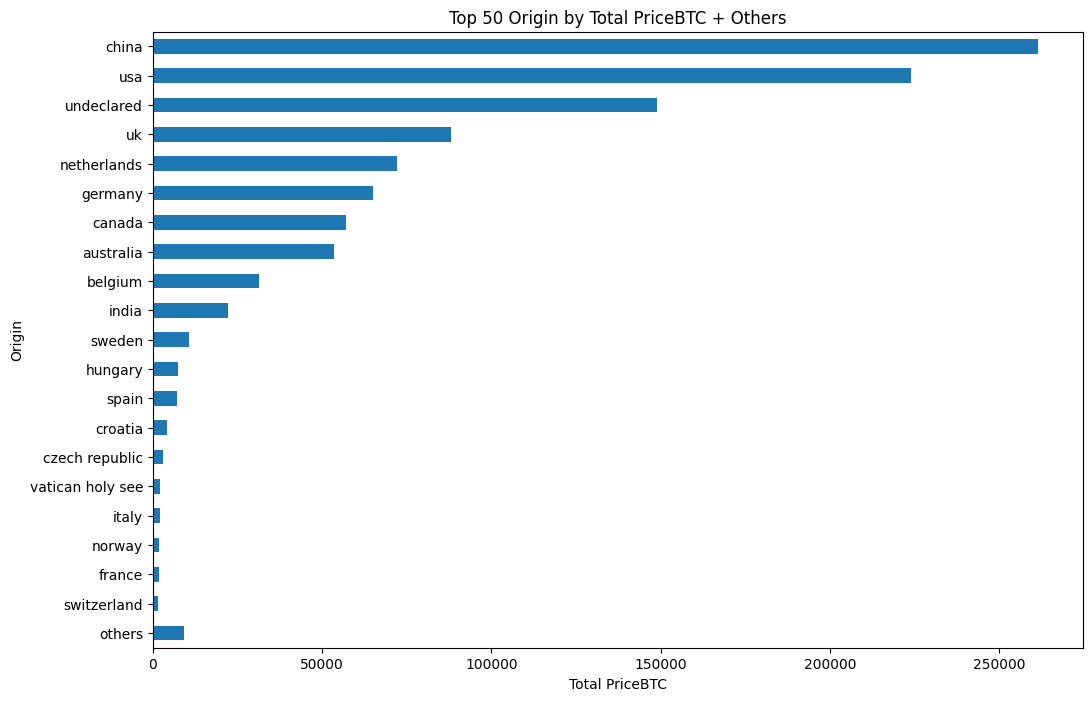 Top 50 Origin by Total PriceBTC + Others
china
usa
undeclared
uk
netherlands
germany
canada
australia
belgium
india
sweden
hungary
spain
croatia
czech republic
vatican holy see
italy
norway
france
switzerland
others
Origin
0 50000 100000 150000 200000 250000
Total PriceBTC